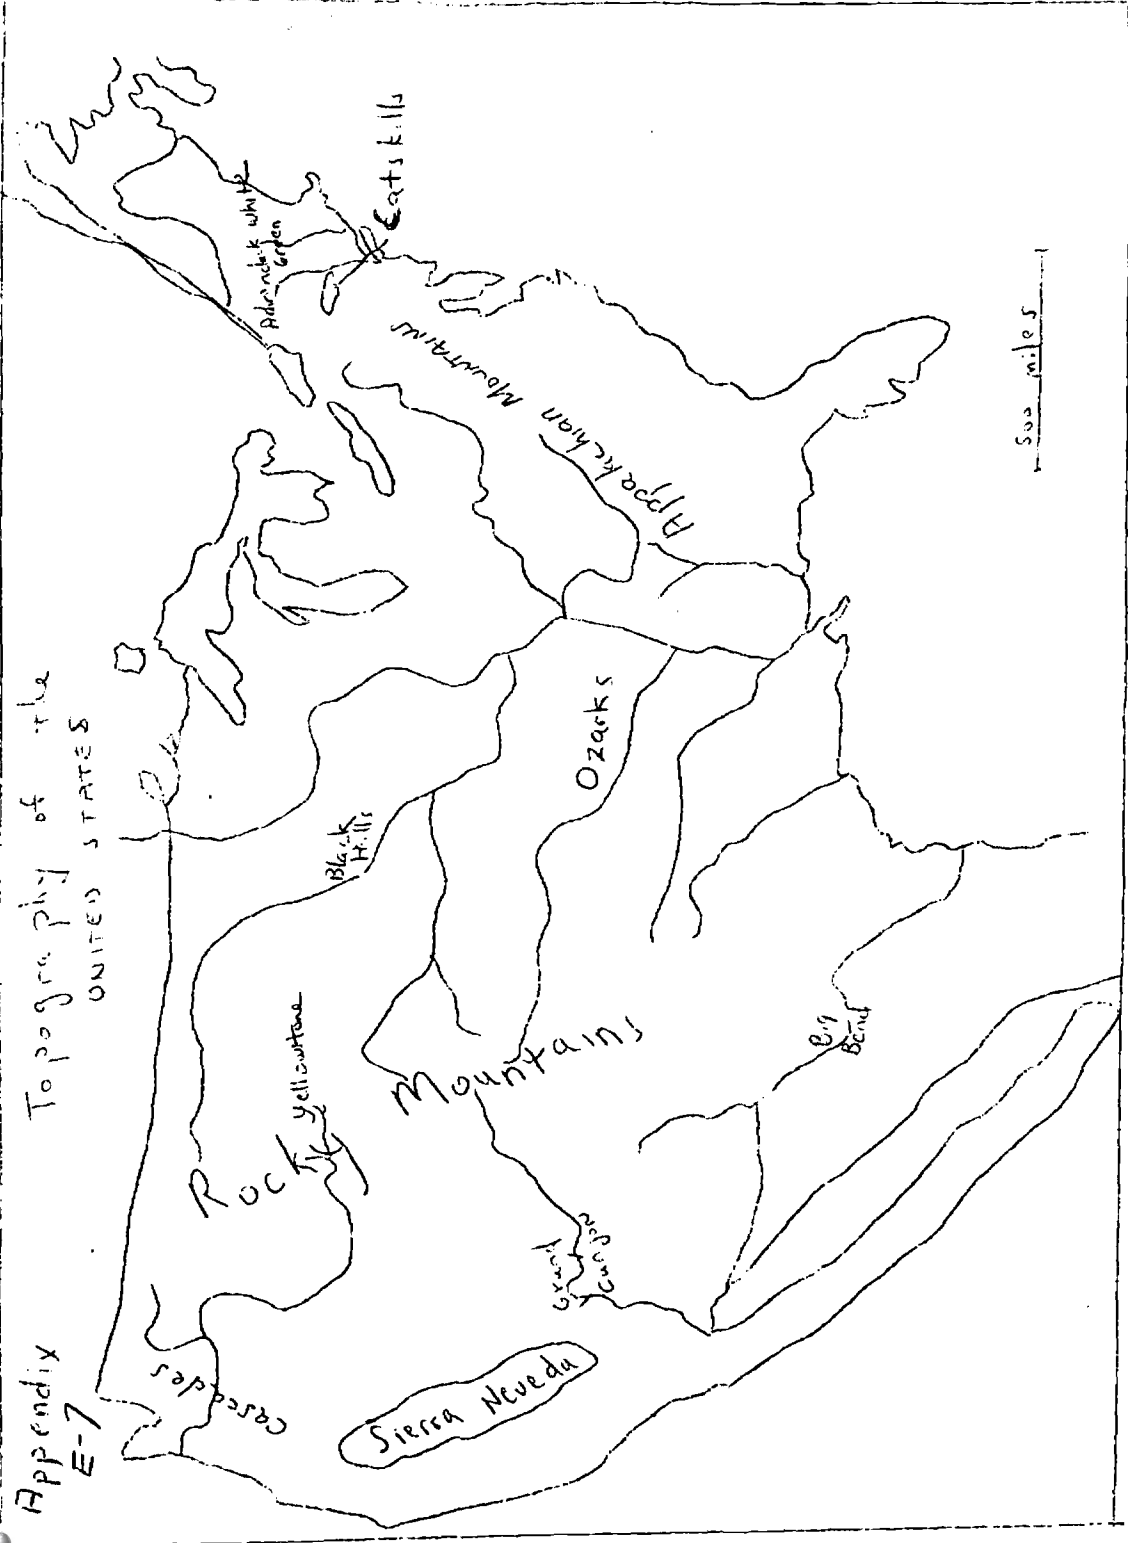 Appendix
E-7
Topography of the
UNITED STATES
Cascades
Rocky
Mountains
Yellowstone
Black
Hills
Sierra Nevada
Grand
Canyon
Big
Bend
Ozarks
Appalachian Mountains
Adirondack White
Green
Catskills
500 miles